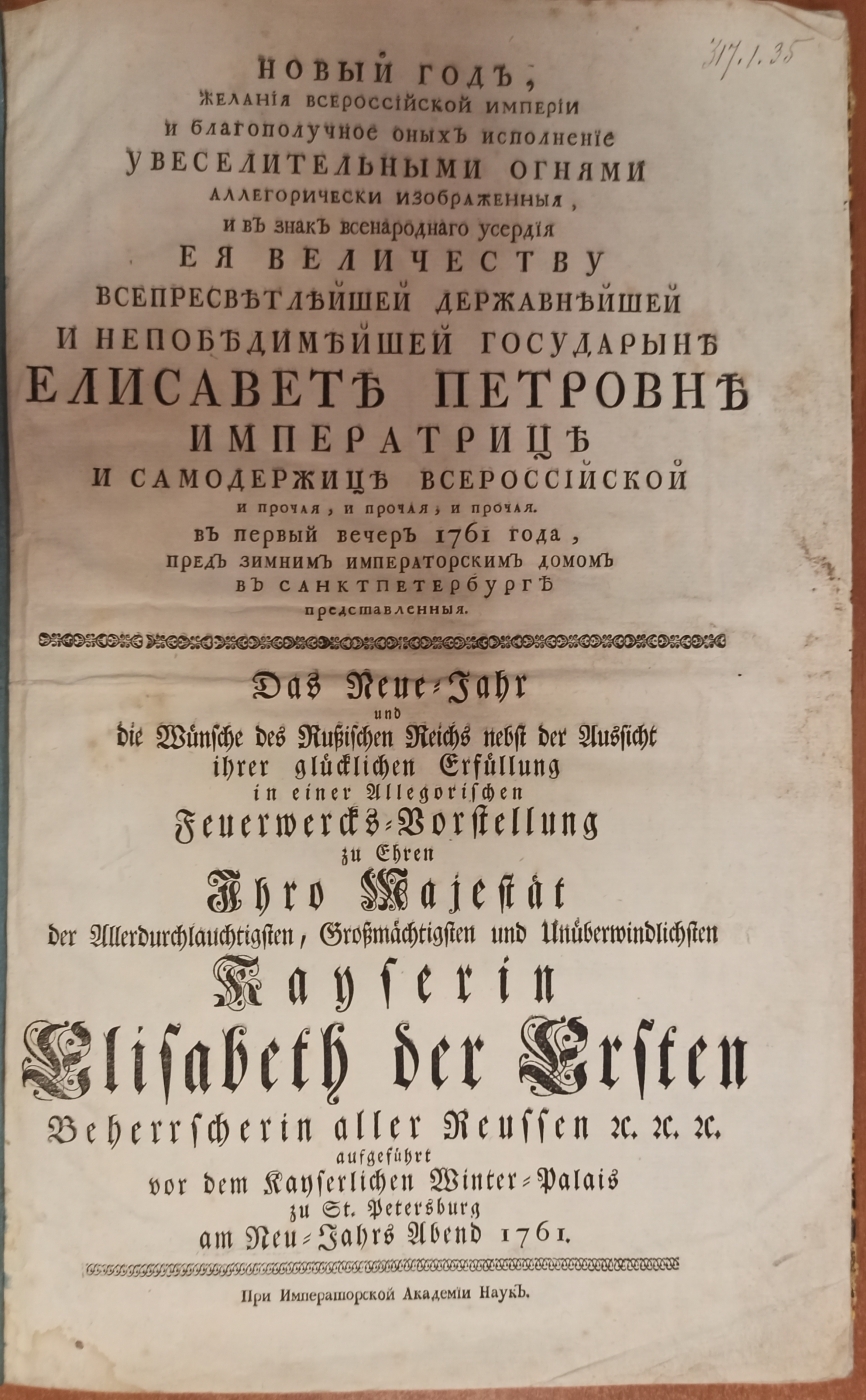 317.1.35
НОВЫЙ ГОДЪ,
ЖЕЛАНІЯ ВСЕРОССІЙСКОЙ ИМПЕРІИ
И благополучное оныхЪ исполненіе
УВЕСЕЛИТЕЛЬНЫМИ ОГНЯМИ
АЛЛЕГОРИЧЕСКИ ИЗОбРАЖЕННЫЯ,
и въ знакЪ всенароднаго усердія
ЕЯ ВЕЛИЧЕСТВУ
ВСЕПРЕСВѢТЛѢЙШЕЙ ДЕРЖАВНѢЙШЕЙ
И НЕПОБѢДИМѢЙШЕЙ ГОСУДАРЫНѢ
ЕЛИСАВЕТѢ ПЕТРОВНѢ
ИМПЕРАТРИЦѢ
И САМОДЕРЖИЦѢ ВСЕРОССІЙСКОЙ
и прочая, и прочая, и прочая.
въ первый вечеръ 1761 года,
ПРЕДЪ ЗИМНИМЪ ИМПЕРАТОРСКИМЪ ДОМОМЪ
ВЪ САНКТПЕТЕРбУРГѢ
представленныя.
Das Neue-Jahr
und
die Wünsche des Rußischen Reichs nebst der Aussicht
ihrer glücklichen Erfüllung
in einer Allegorischen
Feuerwercks-Vorstellung
zu Ehren
Ihro Majestät
der Allerdurchlauchtigsten, Großmächtigsten und Unüberwindlichsten
Kayserin
Elisabeth der Ersten
Beherrscherin aller Reussen ꝛc. ꝛc. ꝛc.
aufgeführt
vor dem Kayserlichen Winter-Palais
zu St. Petersburg
am Neu-Jahrs Abend 1761.
При Императорской Академіи Наукъ.